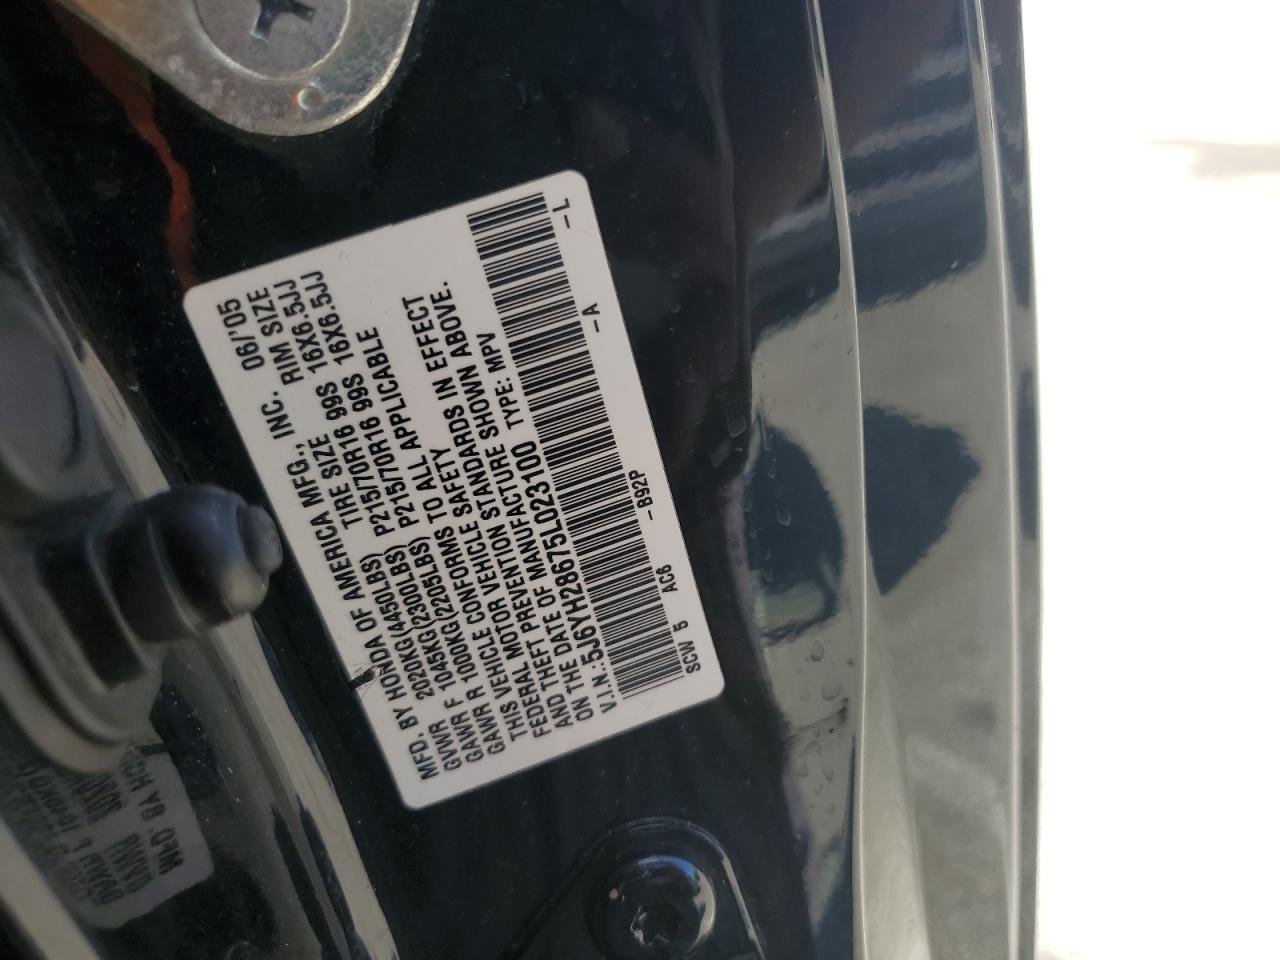 MFD. BY HONDA OF AMERICA MFG., INC. 06/'05
GVWR 2020KG(4450LBS) TIRE SIZE RIM SIZE
GAWR F 1045KG(2300LBS) P215/70R16 99S 16X6.5JJ
GAWR R 1000KG(2205LBS) P215/70R16 99S 16X6.5JJ
THIS VEHICLE CONFORMS TO ALL APPLICABLE
FEDERAL MOTOR VEHICLE SAFETY
AND THEFT PREVENTION STANDARDS IN EFFECT
ON THE DATE OF MANUFACTURE SHOWN ABOVE.
V.I.N.:5J6YH28675L023100 TYPE: MPV
SCW 5 AC6 –B92P –A –L